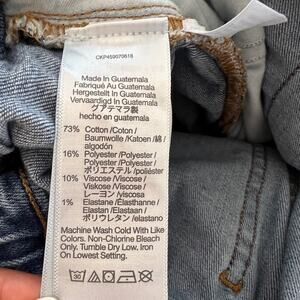 CKP459070618
Made In Guatemala
Fabriqué Au Guatemala
Hergestellt In Guatemala
Vervaardigd In Guatemala
グアテマラ製
hecho en guatemala
73% Cotton/Coton/
Baumwolle /Katoen /綿/
algodón
16% Polyester/Polyester/
Polyester/Polyester/
ポリエステル/poliéster
10% Viscose/Viscose/
Viskose/Viscose/
レーヨン/viscosa
1% Elastane/Élasthanne/
Elastan/Elastaan/
ポリウレタン/elastano
Machine Wash Cold With Like
Colors. Non-Chlorine Bleach
Only. Tumble Dry Low. Iron
On Lowest Setting.
30